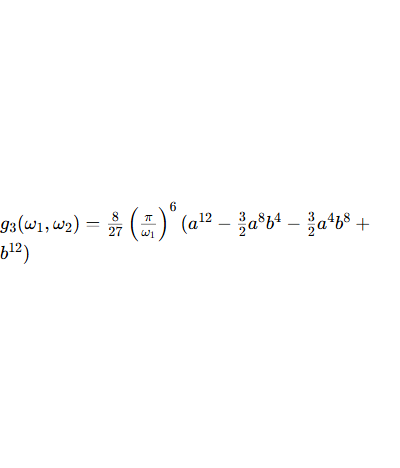 g₃(ω₁, ω₂) = 8/27 (π/ω₁)⁶ (a¹² − 3/2 a⁸b⁴ − 3/2 a⁴b⁸ +
b¹²)